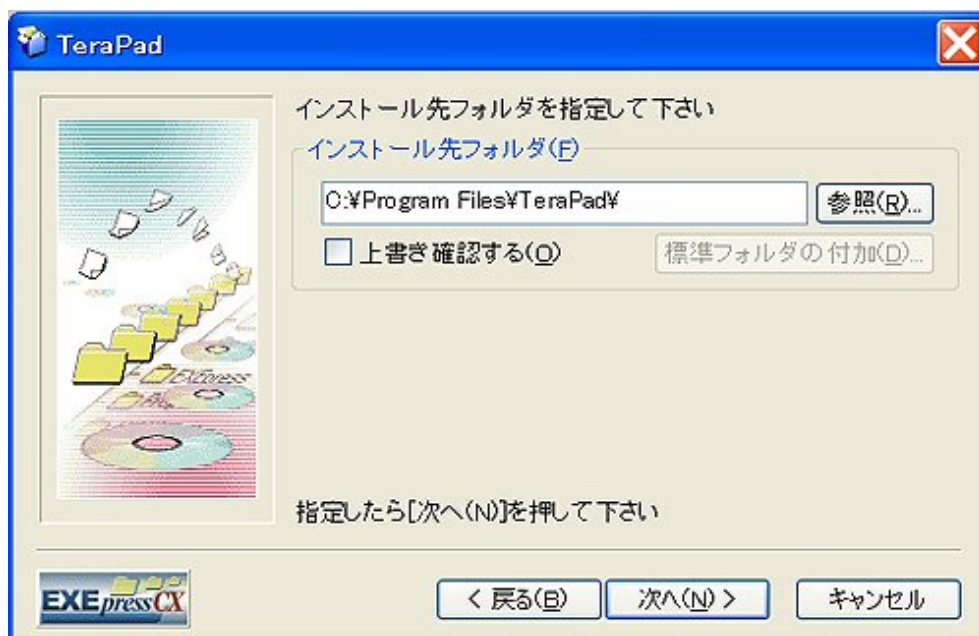 TeraPad
インストール先フォルダを指定して下さい
インストール先フォルダ(F)
C:¥Program Files¥TeraPad¥
参照(R)...
上書き確認する(O)
標準フォルダの付加(D)...
EXEpress
指定したら[次へ(N)]を押して下さい
EXEpressCX
< 戻る(B)
次へ(N) >
キャンセル